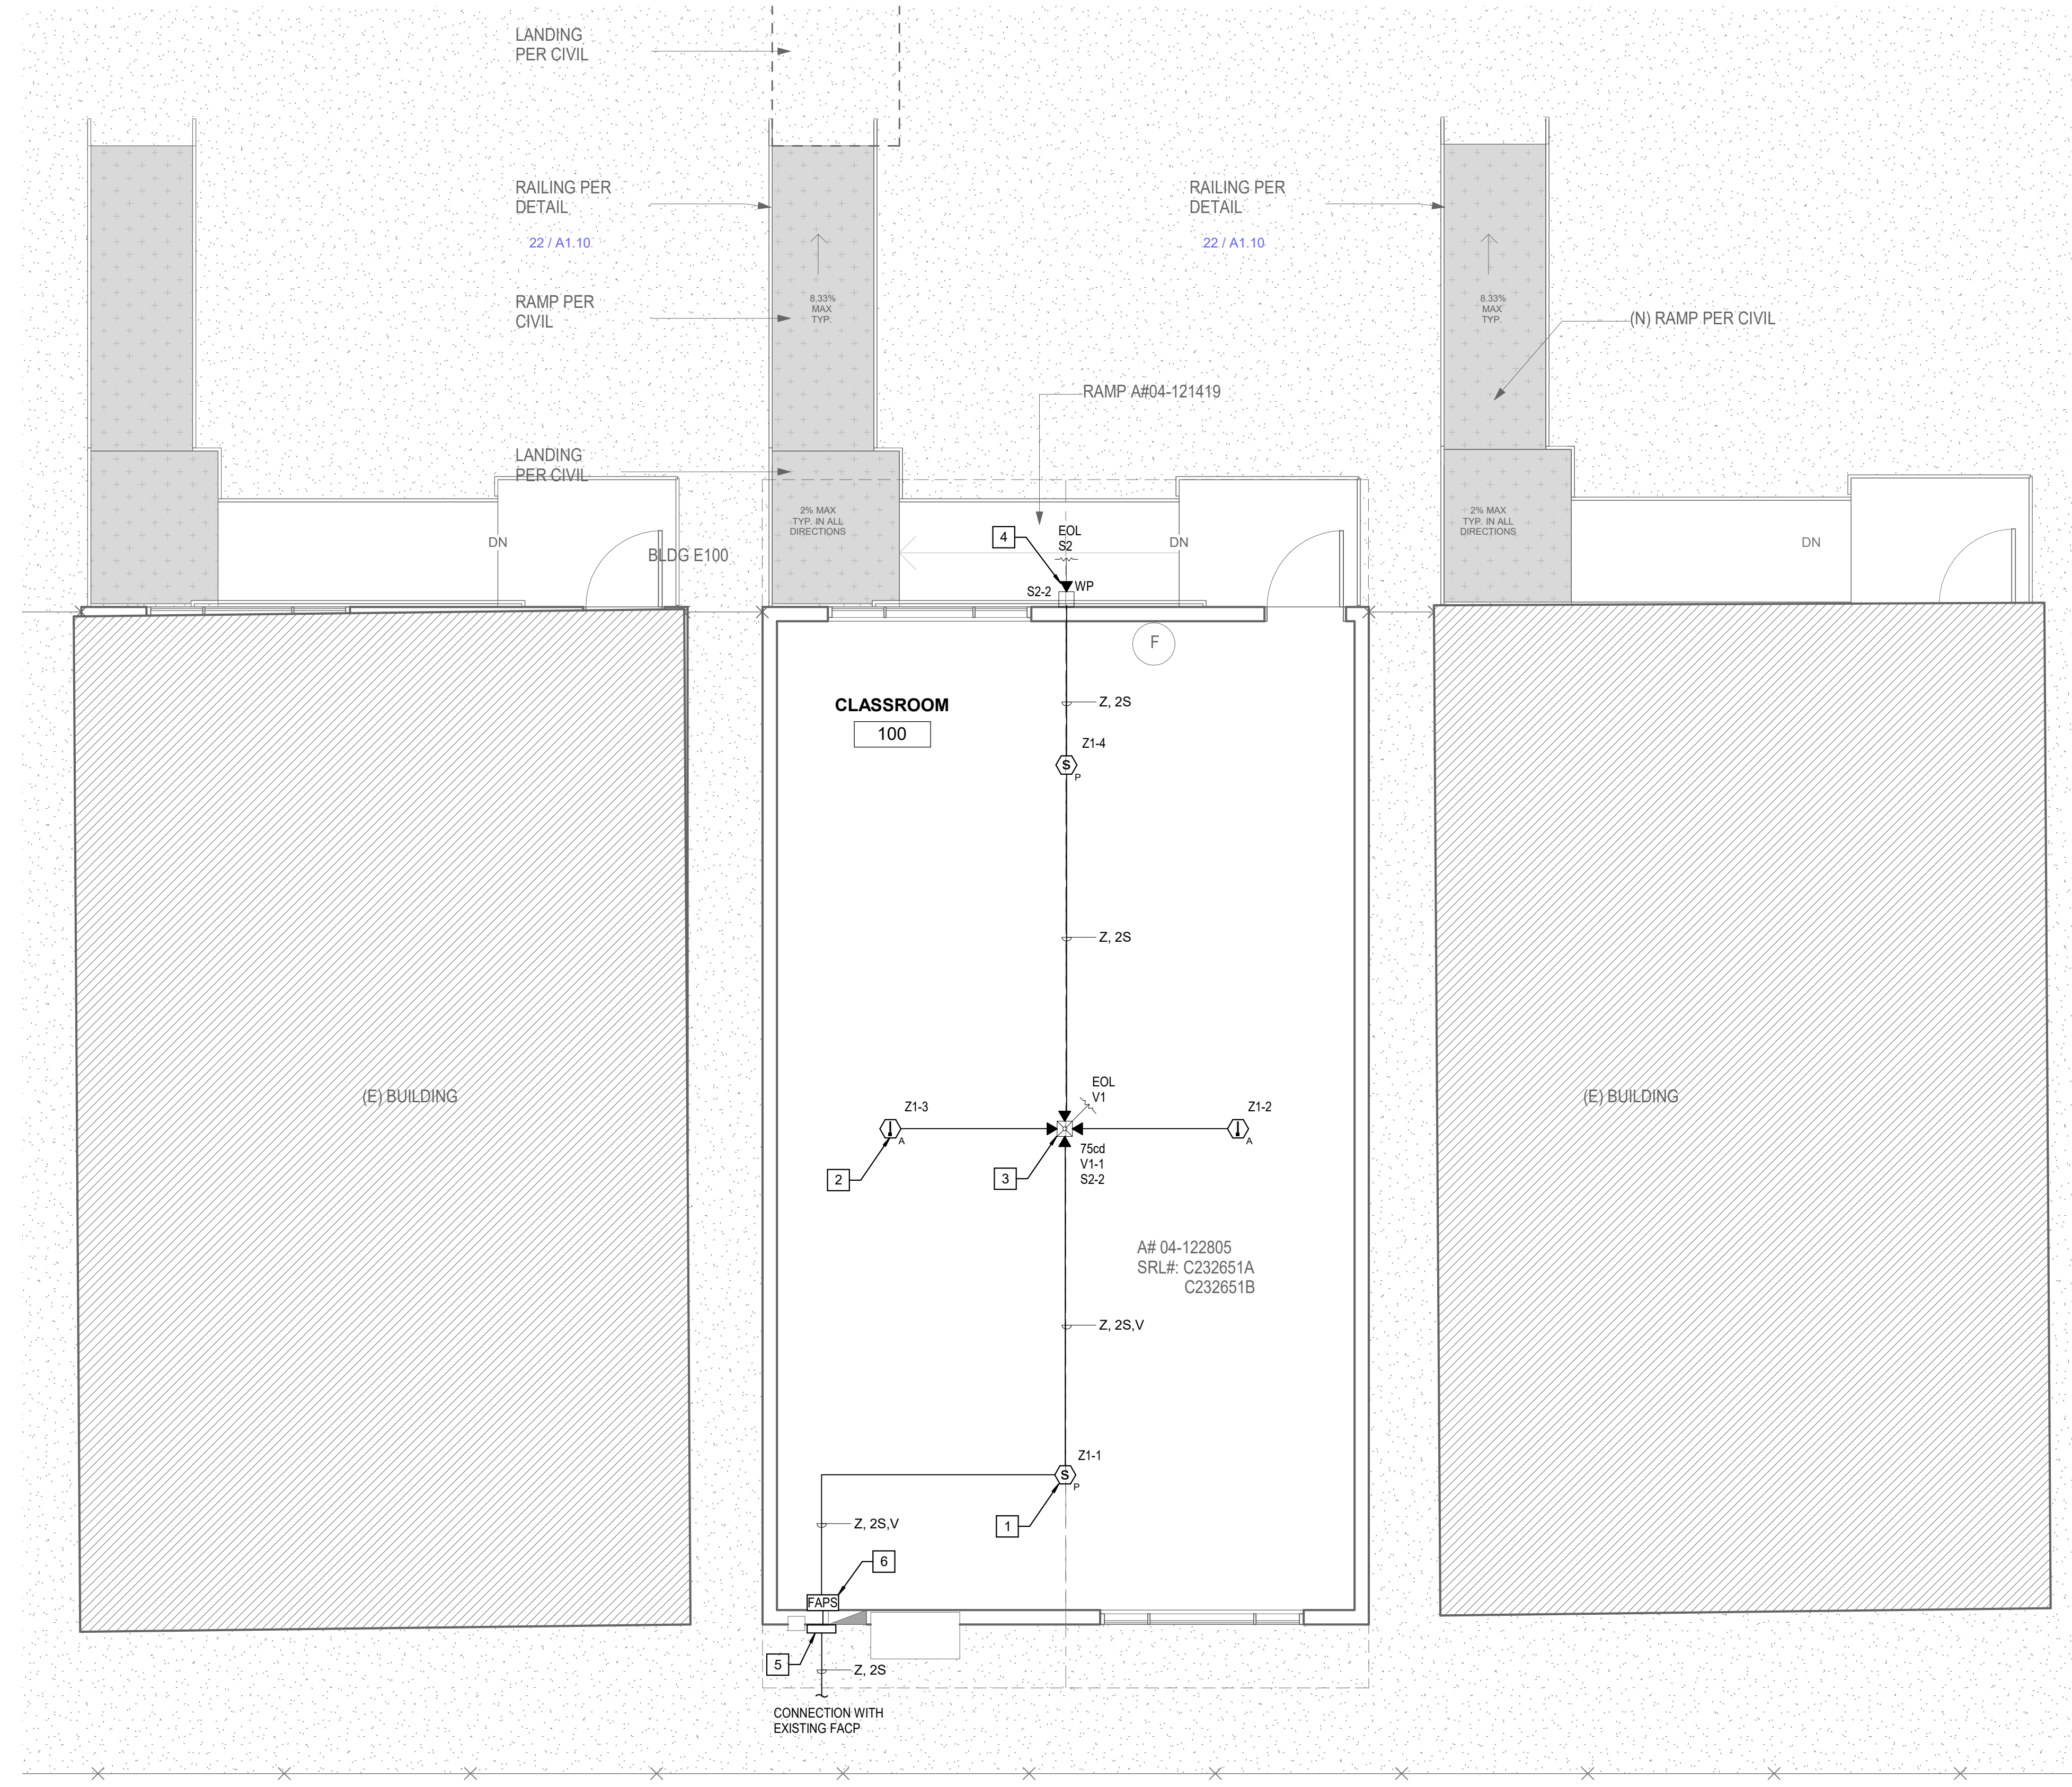 LANDING
PER CIVIL
RAILING PER
DETAIL
22 / A1.10
RAILING PER
DETAIL
22 / A1.10
RAMP PER
CIVIL
8.33%
MAX
TYP.
8.33%
MAX
TYP.
(N) RAMP PER CIVIL
RAMP A#04-121419
LANDING
PER CIVIL
2% MAX
TYP. IN ALL
DIRECTIONS
2% MAX
TYP. IN ALL
DIRECTIONS
4
EOL
S2
DN
DN
DN
BLDG E100
S2-2
WP
F
CLASSROOM
100
Z, 2S
Z1-4
S
P
Z, 2S
(E) BUILDING
(E) BUILDING
EOL
V1
Z1-3
A
Z1-2
A
2
3
75cd
V1-1
S2-2
A# 04-122805
SRL#: C232651A
C232651B
Z, 2S,V
Z1-1
S
P
1
Z, 2S,V
6
FAPS
5
Z, 2S
CONNECTION WITH
EXISTING FACP